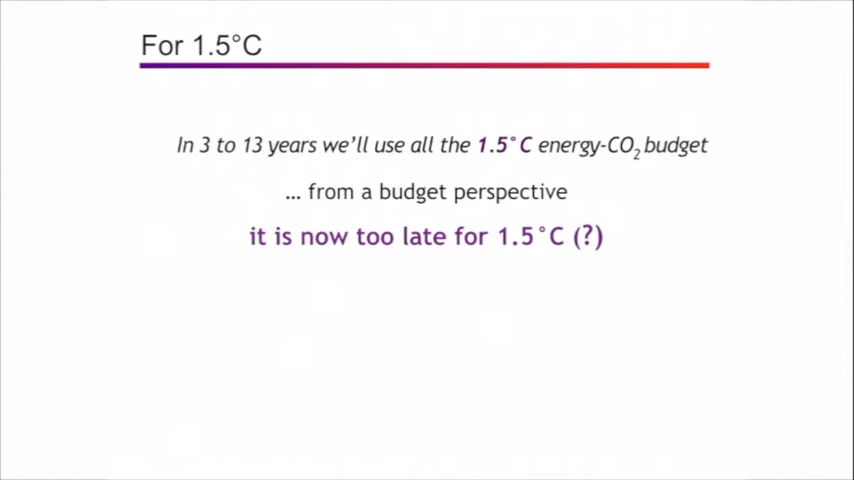 For 1.5°C
In 3 to 13 years we'll use all the 1.5°C energy-CO₂ budget
... from a budget perspective
it is now too late for 1.5°C (?)